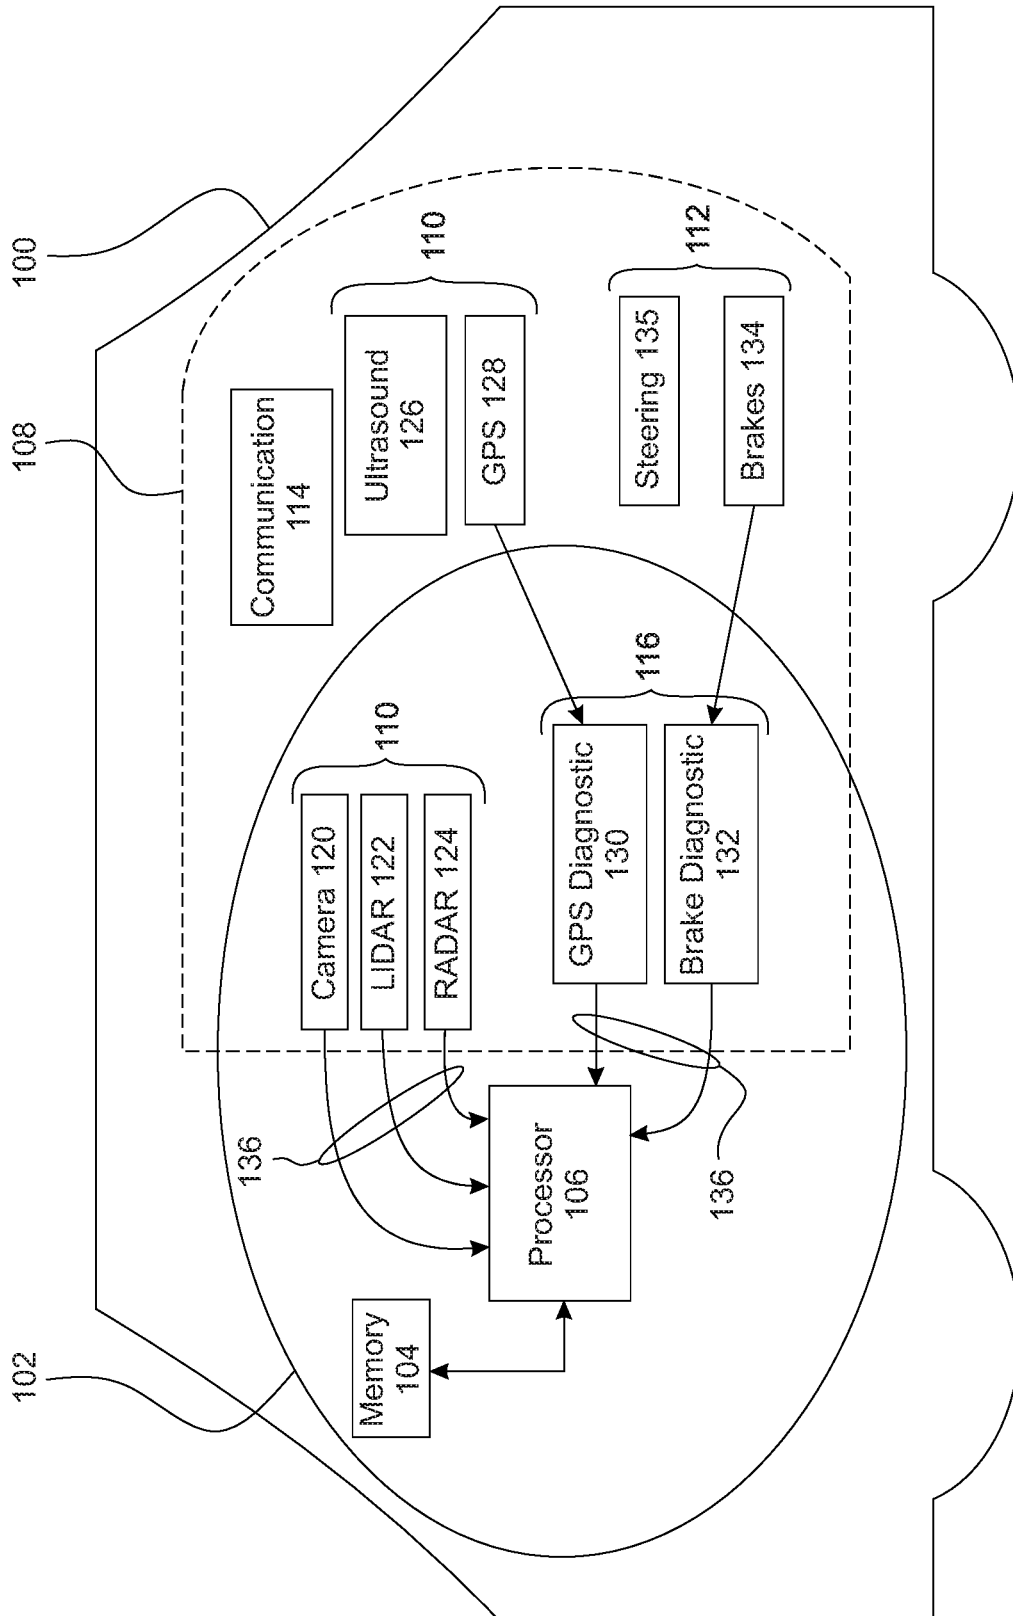 100
108
102
Communication
114
Ultrasound
126
GPS 128
110
Steering 135
Brakes 134
112
Camera 120
LIDAR 122
RADAR 124
110
GPS Diagnostic
130
Brake Diagnostic
132
116
136
136
Processor
106
Memory
104